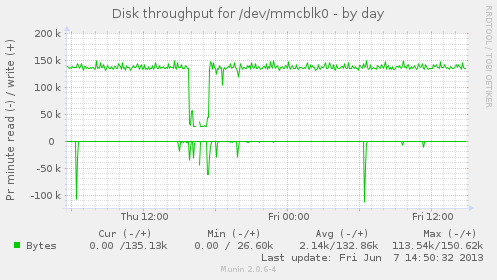 Disk throughput for /dev/mmcblk0 - by day
RRDTOOL / TOBI OETIKER
Pr minute read (-) / write (+)
200 k
150 k
100 k
50 k
0
-50 k
-100 k
Thu 12:00 Fri 00:00 Fri 12:00
Cur (-/+) Min (-/+) Avg (-/+) Max (-/+)
Bytes 0.00 /135.13k 0.00 / 26.60k 2.14k/132.86k 113.54k/150.62k
Last update: Fri Jun 7 14:50:32 2013
Munin 2.0.6-4